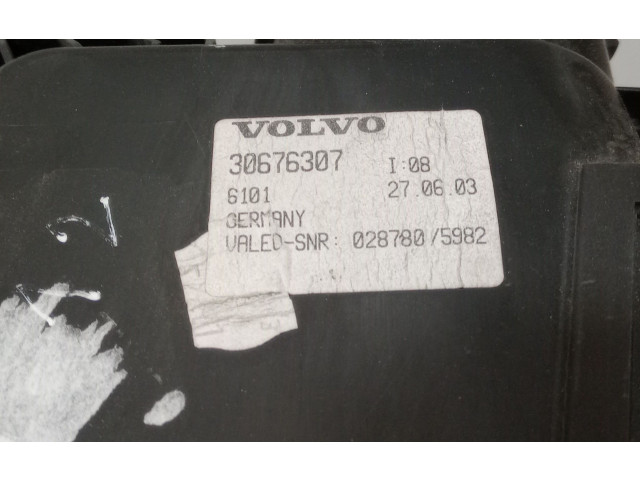 VOLVO
30676307 I:08
6101 27.06.03
GERMANY
VALEO-SNR: 028780/5982